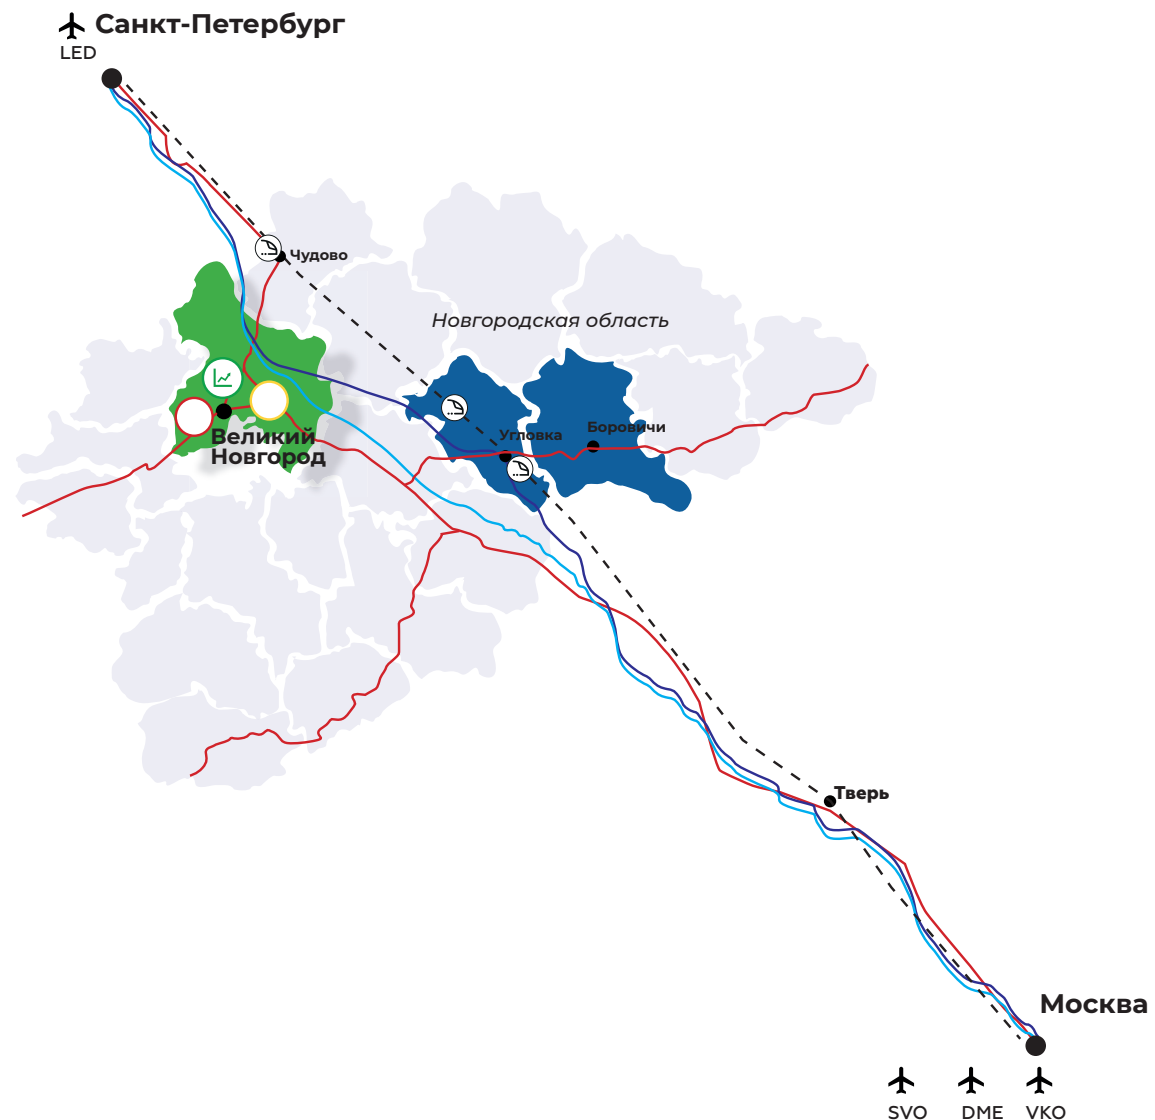 Санкт-Петербург
LED
Чудово
Новгородская область
Боровичи
Угловка
Великий
Новгород
Тверь
Москва
SVO
DME
VKO